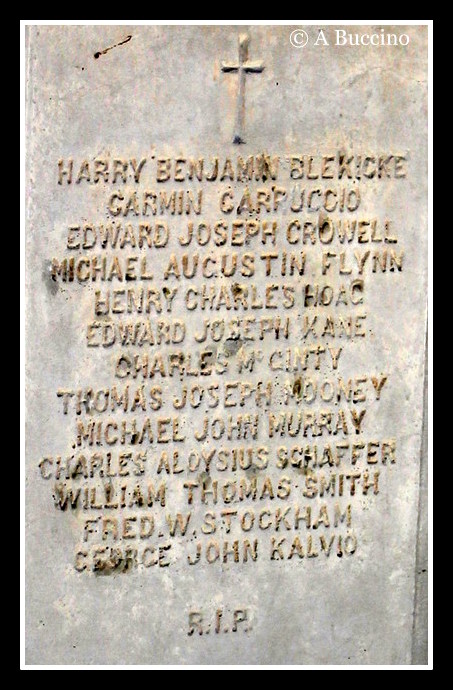 © A Buccino
HARRY BENJAMIN BLEKICKE
CARMIN CARPUCCIO
EDWARD JOSEPH CROWELL
MICHAEL AUGUSTIN FLYNN
HENRY CHARLES HOAG
EDWARD JOSEPH KANE
CHARLES McGINTY
THOMAS JOSEPH MOONEY
MICHAEL JOHN MURRAY
CHARLES ALOYSIUS SCHAFFER
WILLIAM THOMAS SMITH
FRED. W. STOCKHAM
GEORGE JOHN KALVIO
R.I.P.